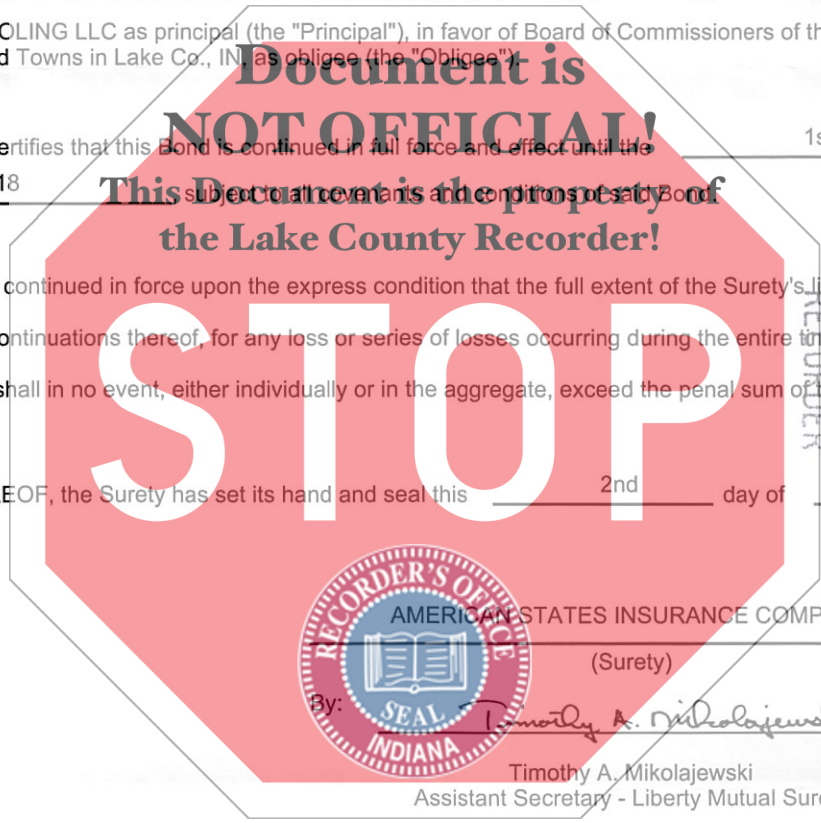 OLING LLC as principal (the "Principal"), in favor of Board of Commissioners of th
d Towns in Lake Co., IN, as obligee (the "Obligee").
Document is
NOT OFFICIAL!
ertifies that this Bond is continued in full force and effect until the 1s
18 subject to all covenants and conditions of said Bond.
This Document is the property of
the Lake County Recorder!
continued in force upon the express condition that the full extent of the Surety's li
ontinuations thereof, for any loss or series of losses occurring during the entire tim
shall in no event, either individually or in the aggregate, exceed the penal sum of t
RECORDER
STOP
EOF, the Surety has set its hand and seal this 2nd day of
RECORDER'S OFFICE
SEAL
INDIANA
AMERICAN STATES INSURANCE COMP
(Surety)
By: Timothy A. Mikolajews
Timothy A. Mikolajewski
Assistant Secretary - Liberty Mutual Sure